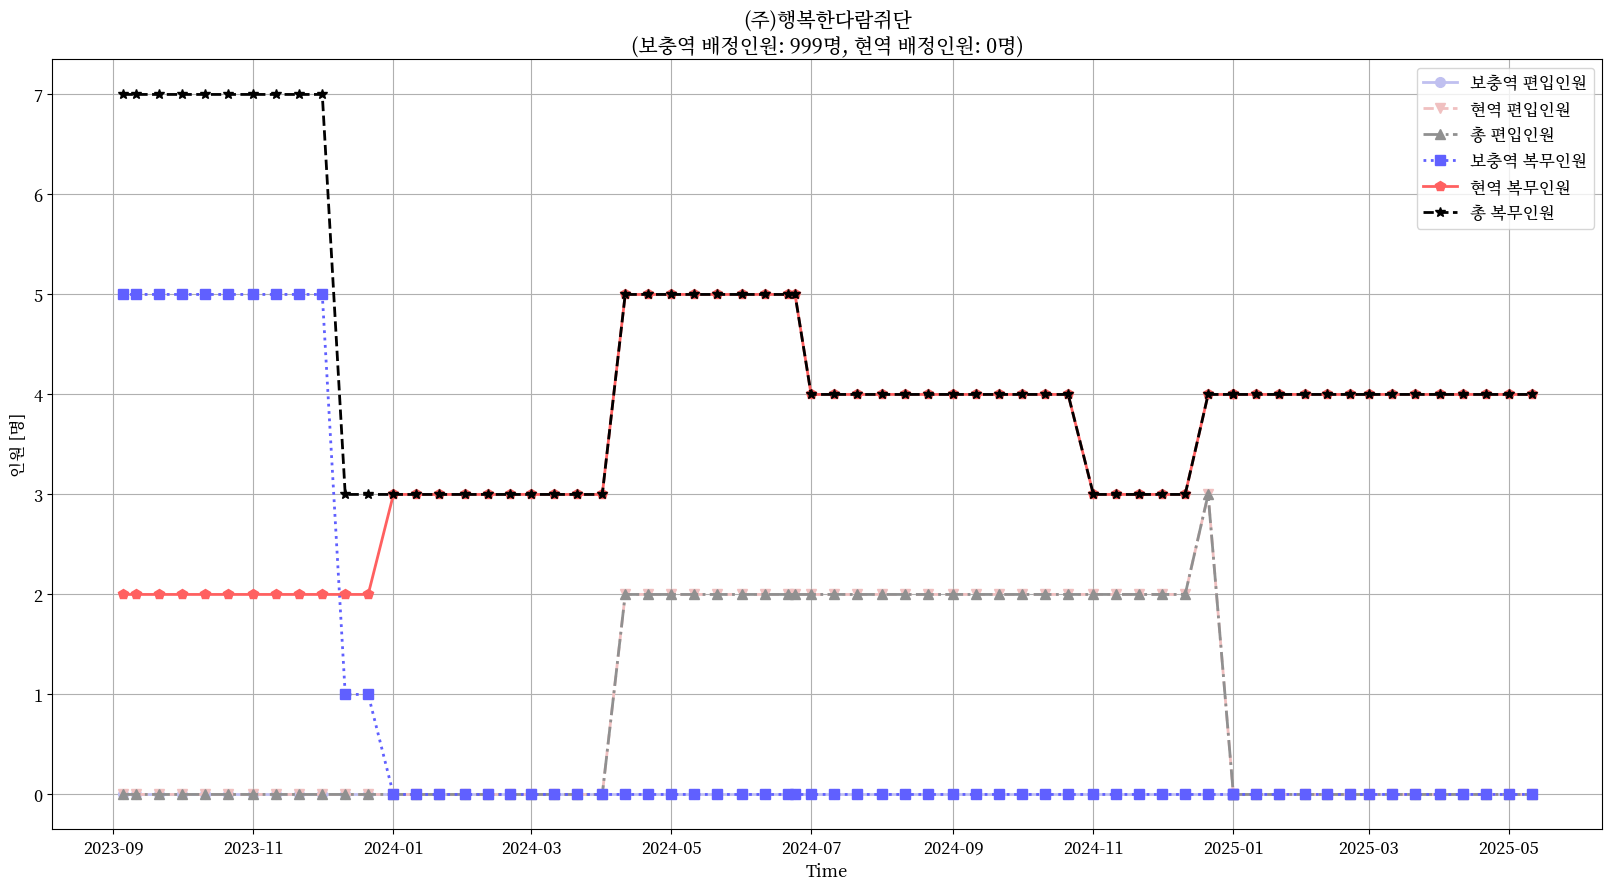 (주)행복한다람쥐단
(보충역 배정인원: 999명, 현역 배정인원: 0명)
보충역 편입인원
현역 편입인원
총 편입인원
보충역 복무인원
현역 복무인원
총 복무인원
인원 [명]
7
6
5
4
3
2
1
0
2023-09 2023-11 2024-01 2024-03 2024-05 2024-07 2024-09 2024-11 2025-01 2025-03 2025-05
Time